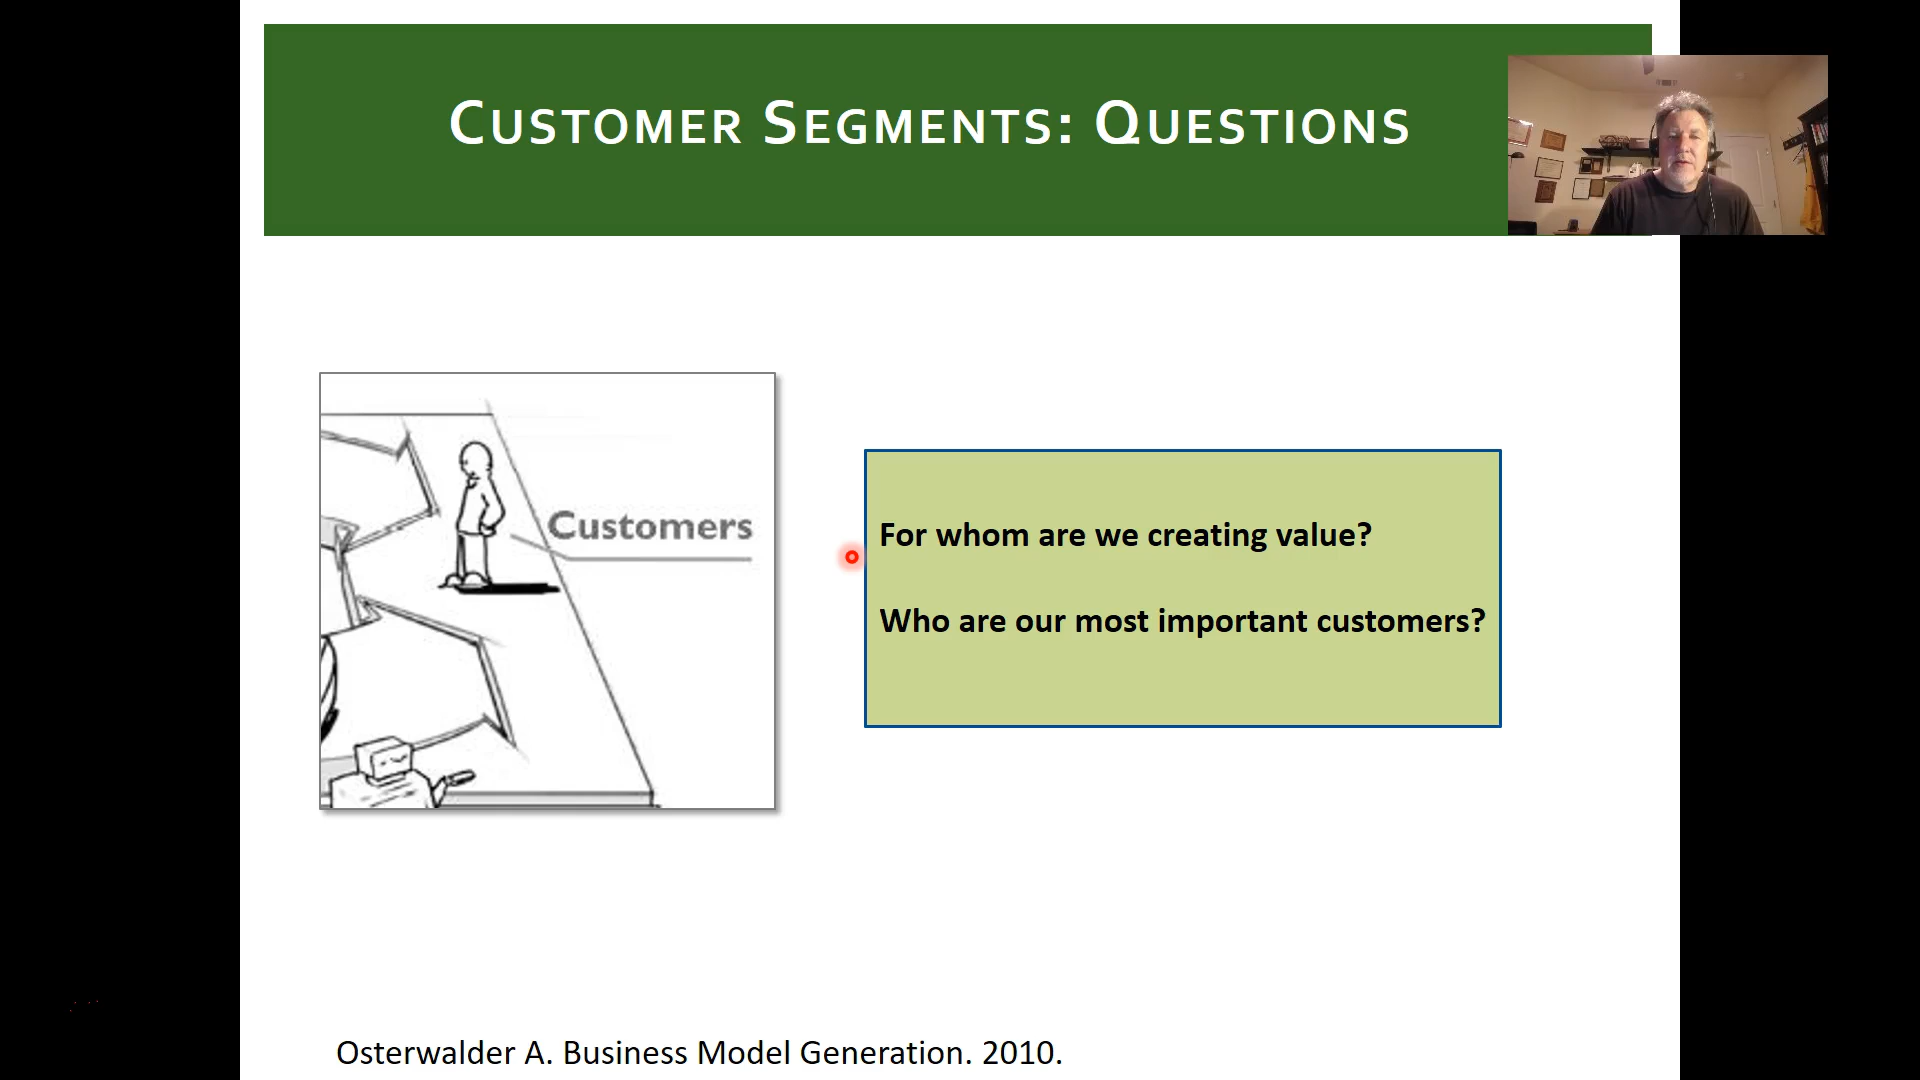 CUSTOMER SEGMENTS: QUESTIONS
Customers
For whom are we creating value?
Who are our most important customers?
Osterwalder A. Business Model Generation. 2010.